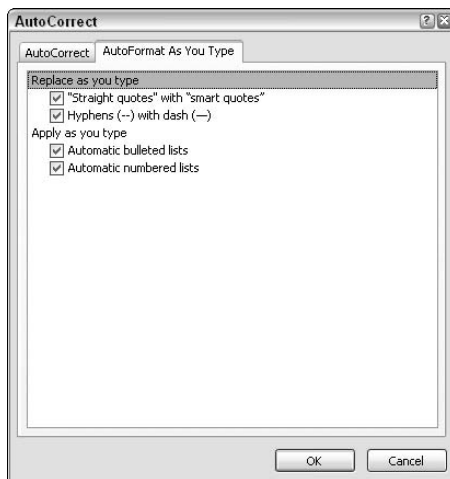 AutoCorrect
AutoCorrect AutoFormat As You Type
Replace as you type
"Straight quotes" with “smart quotes”
Hyphens (--) with dash (—)
Apply as you type
Automatic bulleted lists
Automatic numbered lists
OK Cancel